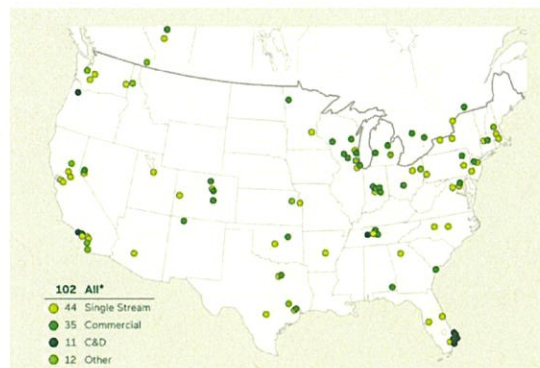 102 All*
44 Single Stream
35 Commercial
11 C&D
12 Other